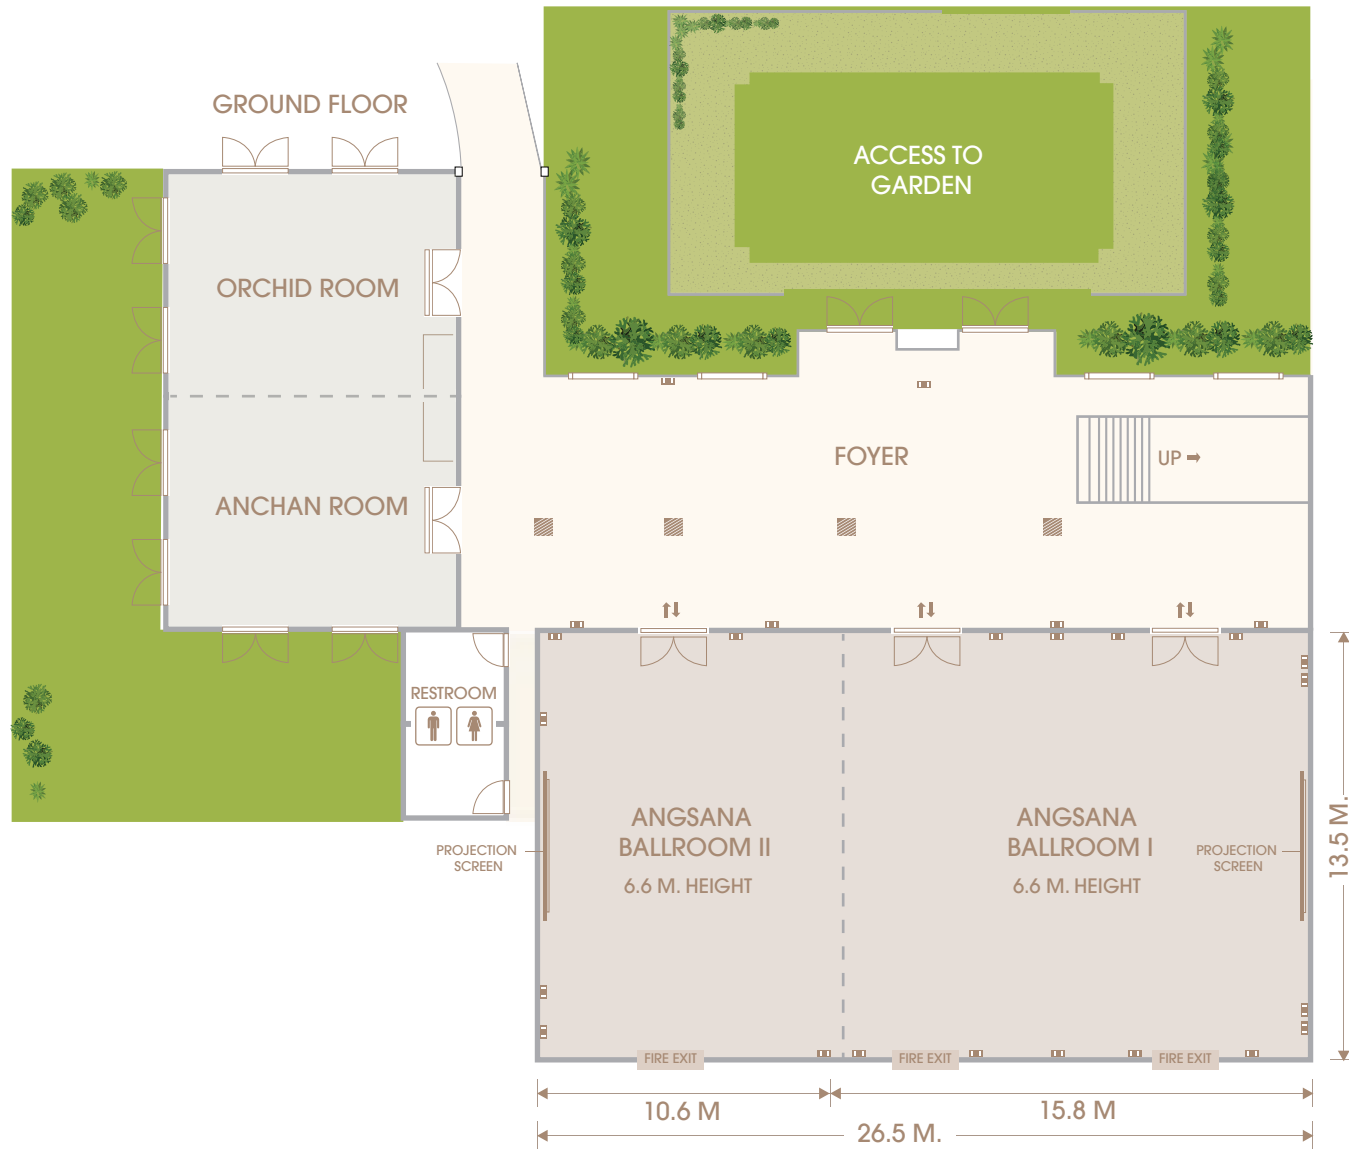 GROUND FLOOR
ACCESS TO
GARDEN
ORCHID ROOM
FOYER
UP
ANCHAN ROOM
RESTROOM
ANGSANA
BALLROOM II
6.6 M. HEIGHT
ANGSANA
BALLROOM I
6.6 M. HEIGHT
PROJECTION
SCREEN
PROJECTION
SCREEN
13.5 M.
FIRE EXIT
FIRE EXIT
FIRE EXIT
10.6 M
15.8 M
26.5 M.